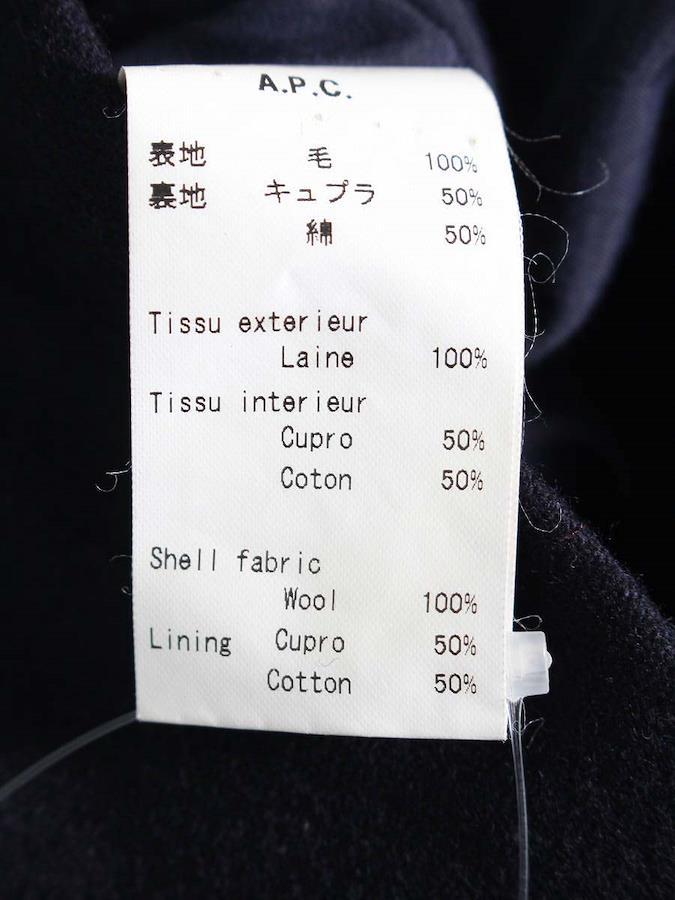 A.P.C.
表地 毛 100%
裏地 キュプラ 50%
綿 50%
Tissu exterieur
Laine 100%
Tissu interieur
Cupro 50%
Coton 50%
Shell fabric
Wool 100%
Lining Cupro 50%
Cotton 50%